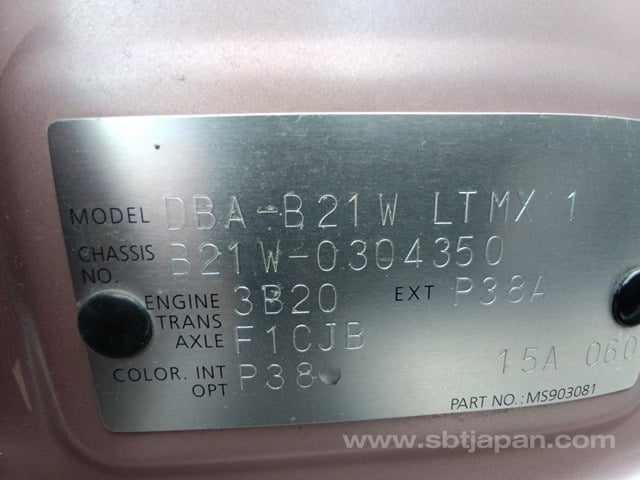 MODEL DBA-B21W LTMX 1
CHASSIS NO. B21W-0304350
ENGINE 3B20 EXT P38A
TRANS AXLE F1CJB
COLOR. INT OPT P38
15A 060
PART NO.:MS903081
www.sbtjapan.com